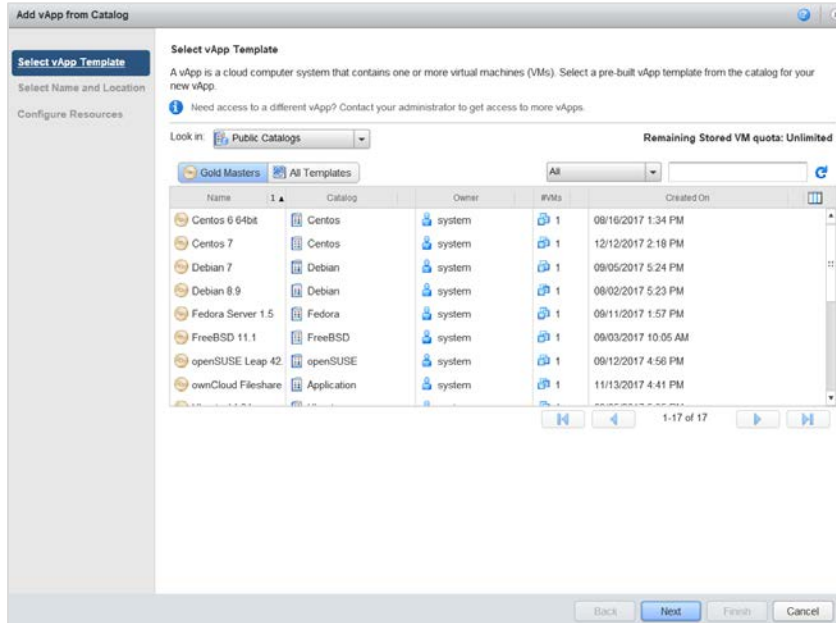 Add vApp from Catalog
Select vApp Template
Select Name and Location
Configure Resources
Select vApp Template
A vApp is a cloud computer system that contains one or more virtual machines (VMs). Select a pre-built vApp template from the catalog for your
new vApp.
Need access to a different vApp? Contact your administrator to get access to more vApps.
Look in: Public Catalogs Remaining Stored VM quota: Unlimited
Gold Masters All Templates All
Name 1 ▲ Catalog Owner #VMs Created On
Centos 6 64bit Centos system 1 08/16/2017 1:34 PM
Centos 7 Centos system 1 12/12/2017 2:18 PM
Debian 7 Debian system 1 09/05/2017 5:24 PM
Debian 8.9 Debian system 1 08/02/2017 5:23 PM
Fedora Server 1.5 Fedora system 1 09/11/2017 1:57 PM
FreeBSD 11.1 FreeBSD system 1 09/03/2017 10:05 AM
openSUSE Leap 42. openSUSE system 1 09/12/2017 4:56 PM
ownCloud Fileshare Application system 1 11/13/2017 4:41 PM
1-17 of 17
Back Next Finish Cancel